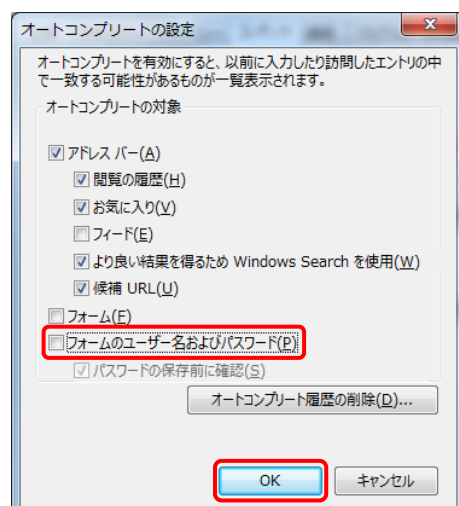 オートコンプリートの設定
オートコンプリートを有効にすると、以前に入力したり訪問したエントリの中
で一致する可能性があるものが一覧表示されます。
オートコンプリートの対象
アドレス バー(A)
閲覧の履歴(H)
お気に入り(V)
フィード(E)
より良い結果を得るため Windows Search を使用(W)
候補 URL(U)
フォーム(F)
フォームのユーザー名およびパスワード(P)
パスワードの保存前に確認(S)
オートコンプリート履歴の削除(D)...
OK
キャンセル